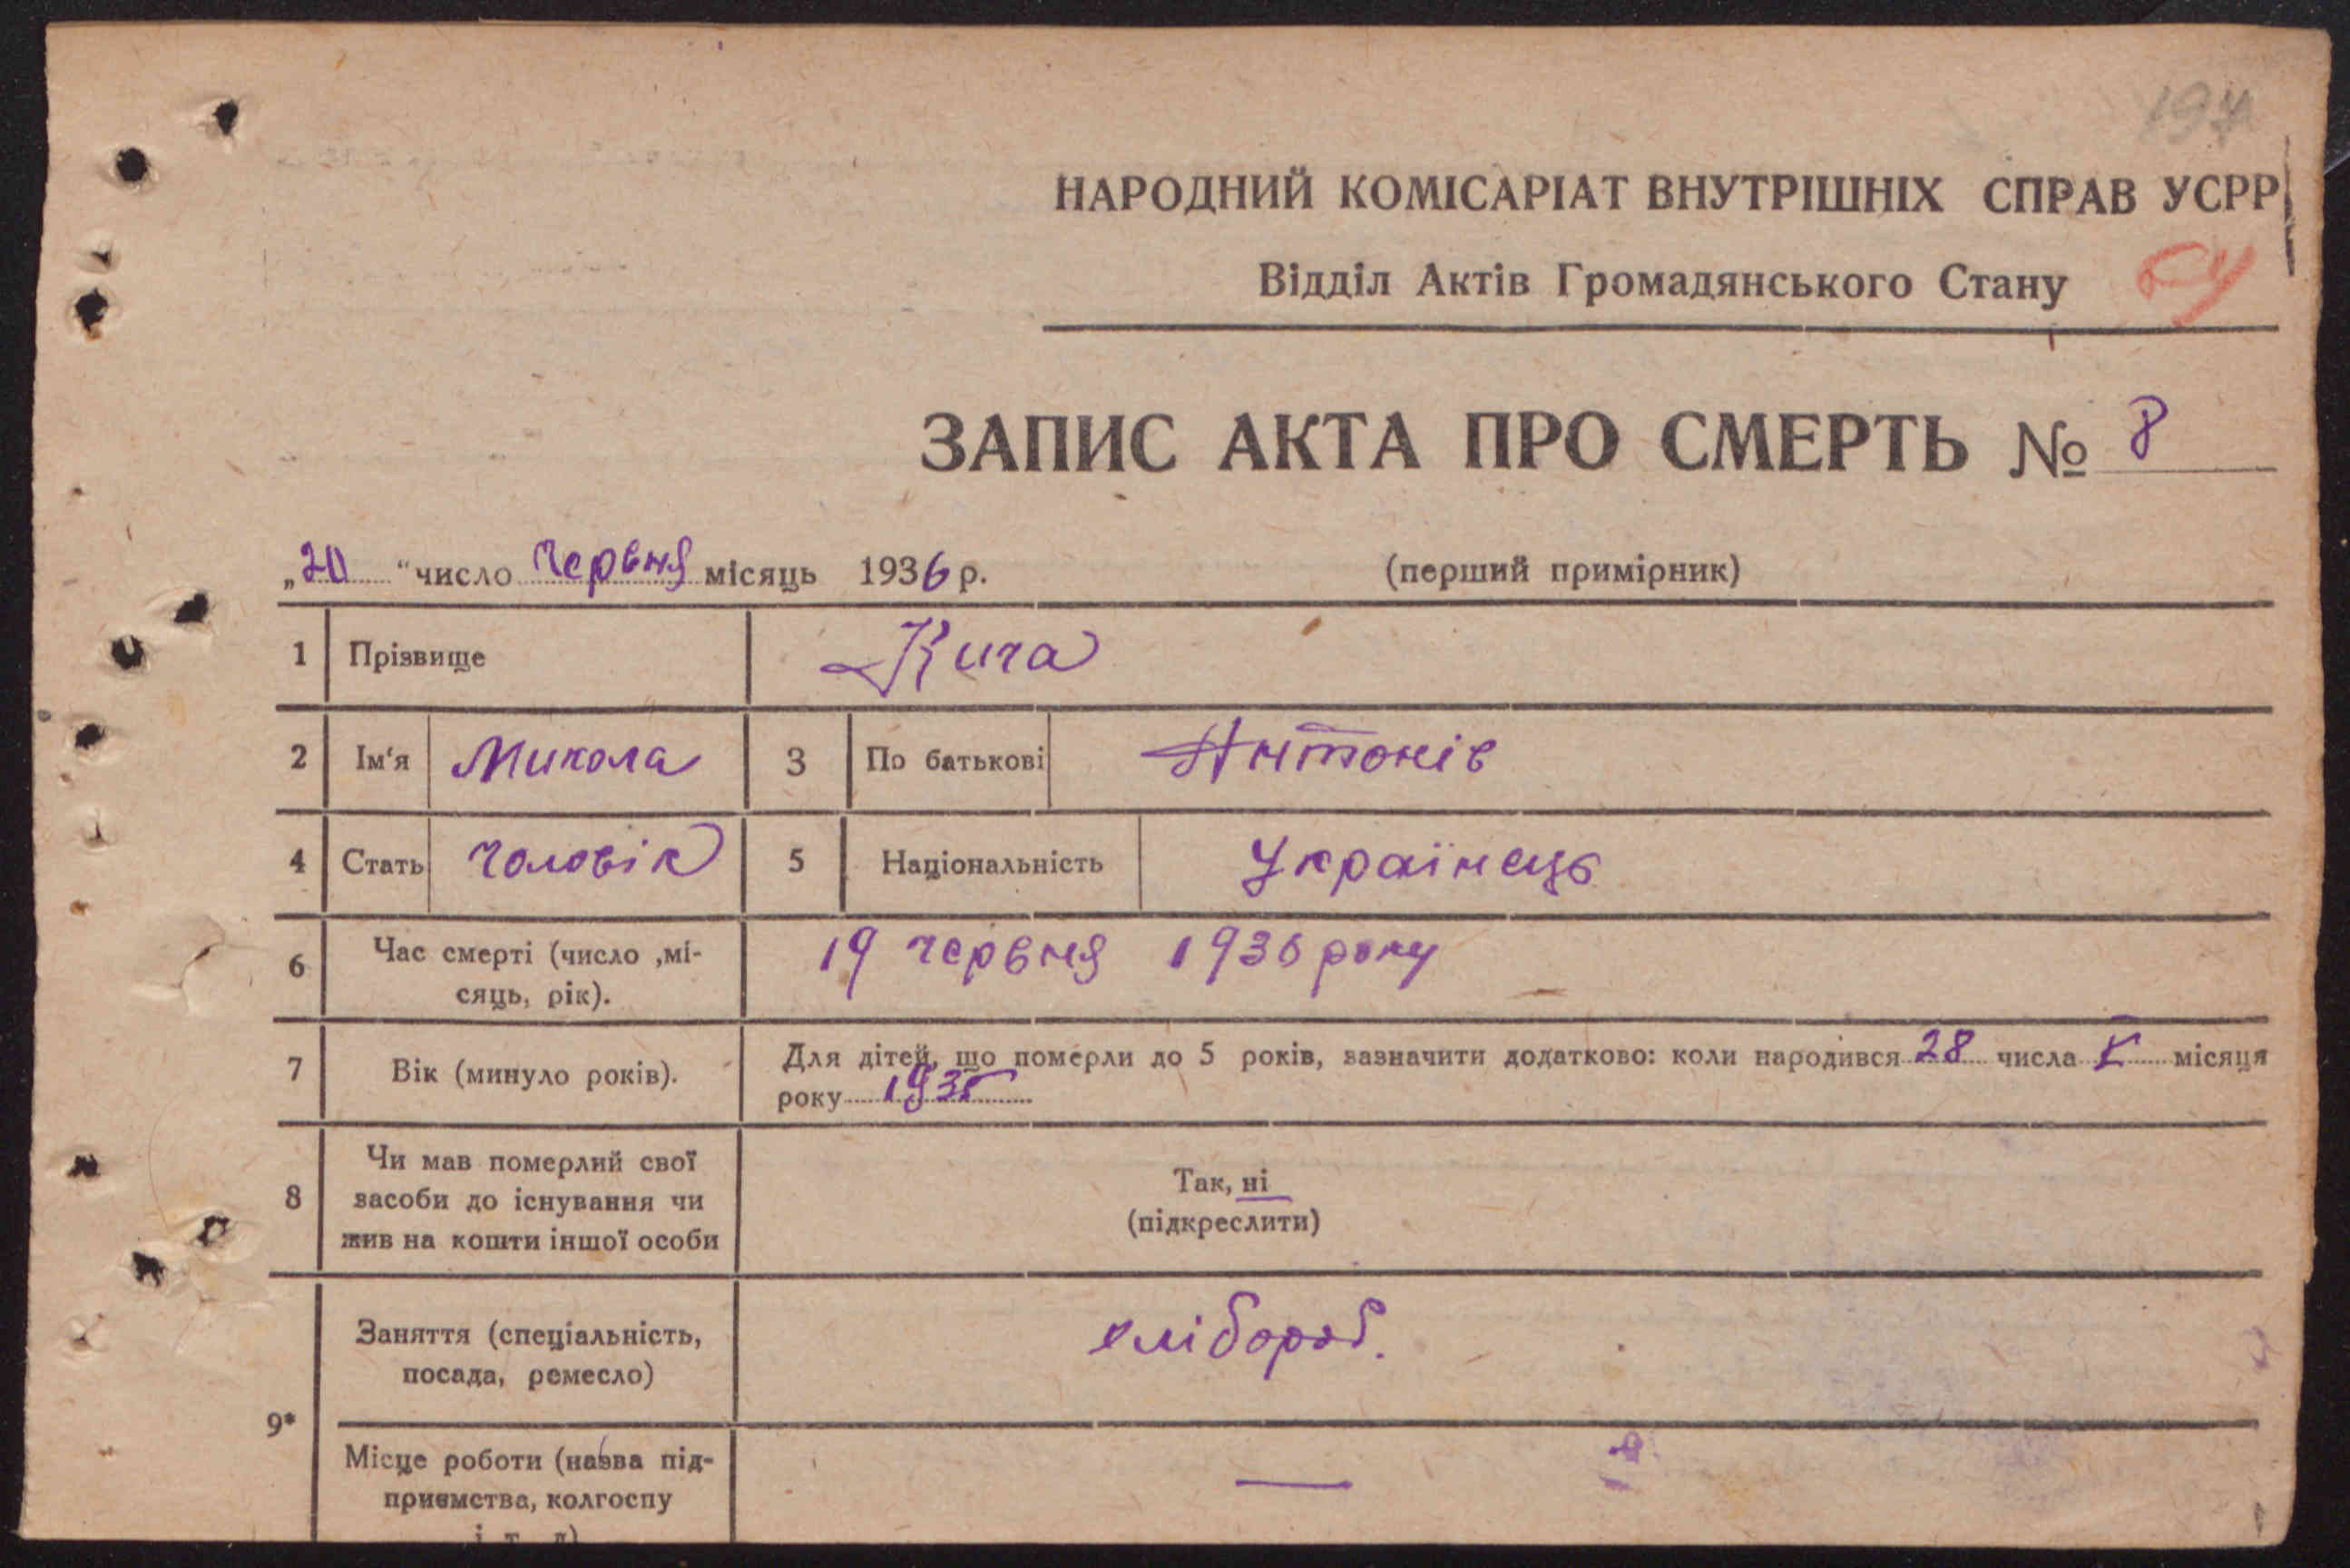 197
НАРОДНИЙ КОМІСАРІАТ ВНУТРІШНІХ СПРАВ УСРР
Відділ Актів Громадянського Стану
ЗАПИС АКТА ПРО СМЕРТЬ № 8
„20 “ число Червня місяць 1936 р. (перший примірник)
1 Прізвище Кича
2 Ім‘я Микола 3 По батькові Антонів
4 Стать чоловік 5 Національність Українець
6 Час смерті (число ,мі- 19 червня 1936 року
сяць, рік).
7 Вік (минуло років). Для дітей, що померли до 5 років, зазначити додатково: коли народився 28 числа місяця
року 1935
8 Чи мав померлий свої
засоби до існування чи
жив на кошти іншої особи
Так, ні
(підкреслити)
9*
Заняття (спеціальність,
посада, ремесло)
хлібороб.
Місце роботи (назва під-
приємства, колгоспу —
і т. д)